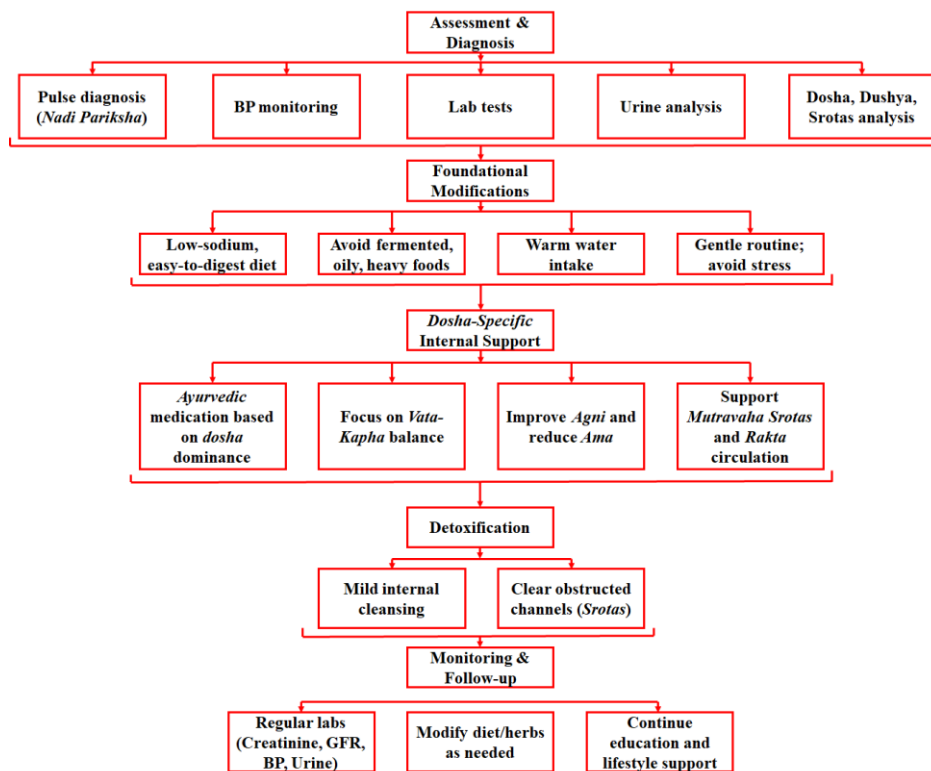 Assessment &
Diagnosis
Pulse diagnosis
(Nadi Pariksha)
BP monitoring
Lab tests
Urine analysis
Dosha, Dushya,
Srotas analysis
Foundational
Modifications
Low-sodium,
easy-to-digest diet
Avoid fermented,
oily, heavy foods
Warm water
intake
Gentle routine;
avoid stress
Dosha-Specific
Internal Support
Ayurvedic
medication based
on dosha
dominance
Focus on Vata-
Kapha balance
Improve Agni and
reduce Ama
Support
Mutravaha Srotas
and Rakta
circulation
Detoxification
Mild internal
cleansing
Clear obstructed
channels (Srotas)
Monitoring &
Follow-up
Regular labs
(Creatinine, GFR,
BP, Urine)
Modify diet/herbs
as needed
Continue
education and
lifestyle support